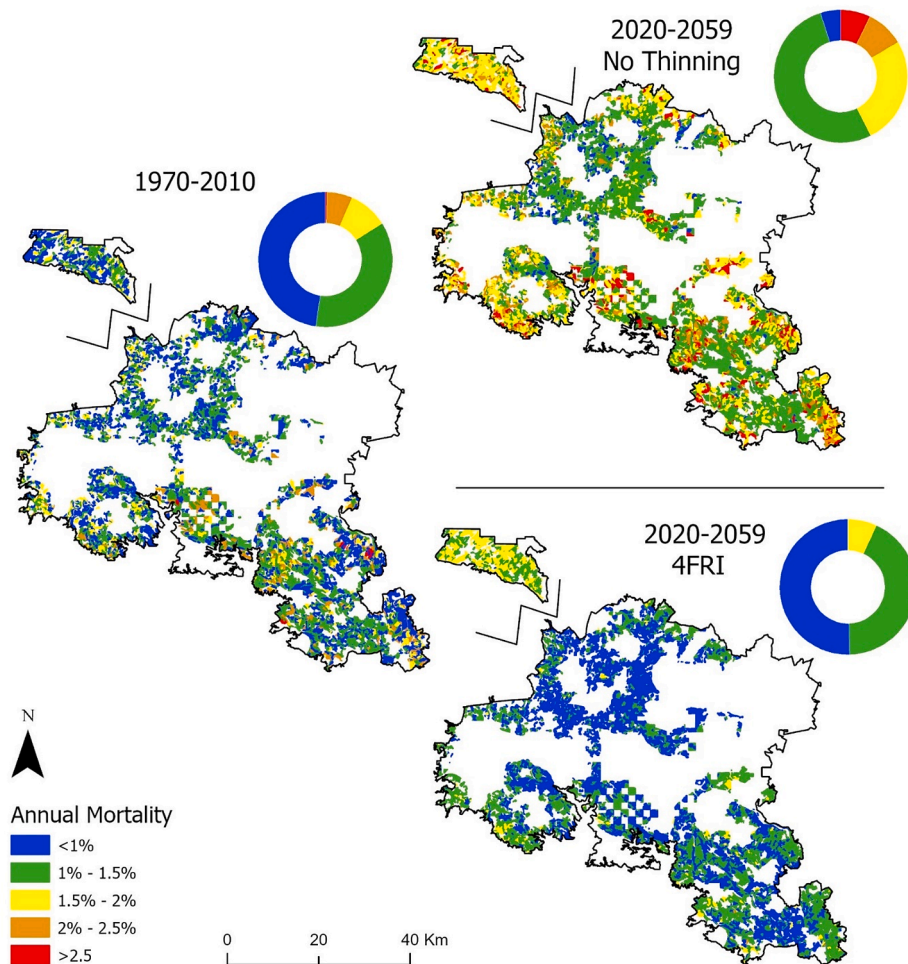 2020-2059
No Thinning
1970-2010
2020-2059
4FRI
N
Annual Mortality
<1%
1% - 1.5%
1.5% - 2%
2% - 2.5%
>2.5
0 20 40 Km